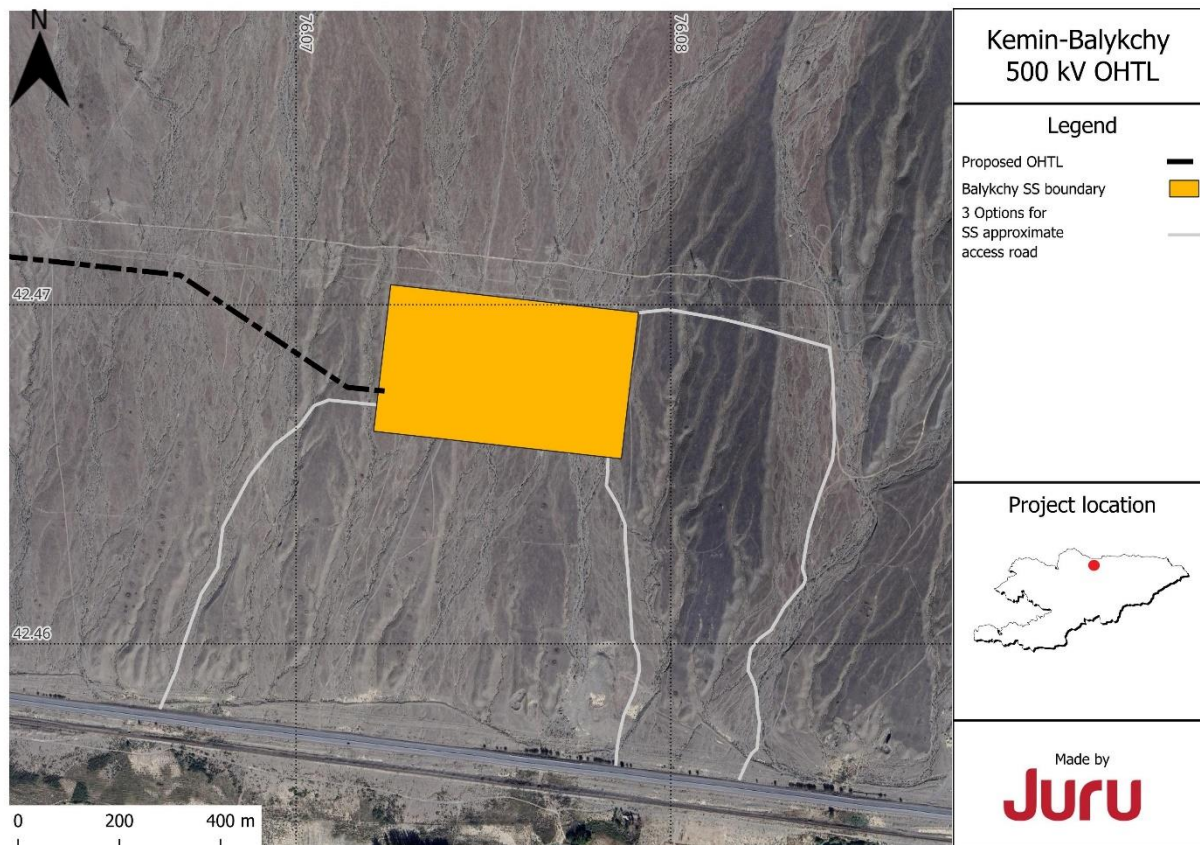 N
76.07
76.08
42.47
42.46
0 200 400 m
Kemin-Balykchy
500 kV OHTL
Legend
Proposed OHTL
Balykchy SS boundary
3 Options for
SS approximate
access road
Project location
Made by
Juru